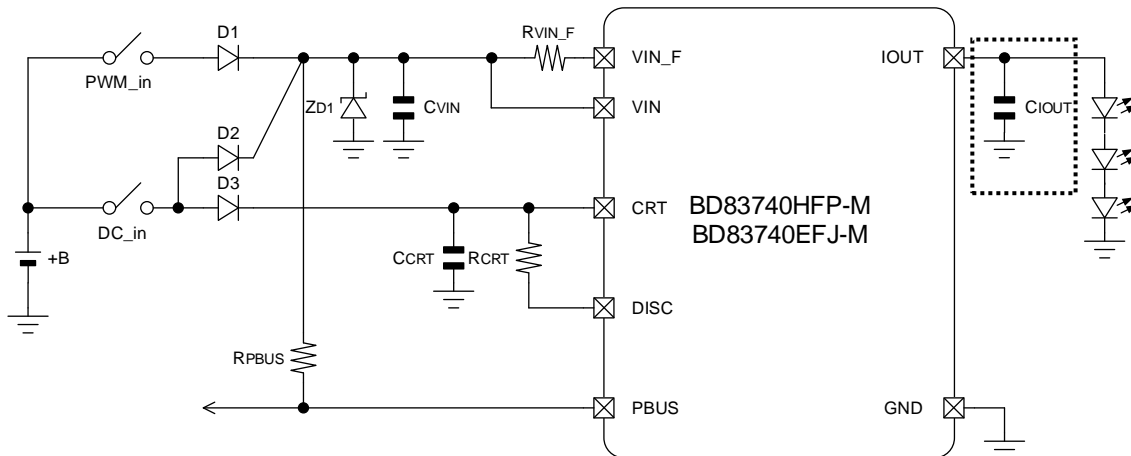 D1
RVIN_F
VIN_F
IOUT
PWM_in
ZD1
CVIN
VIN
CIOUT
D2
D3
CRT
BD83740HFP-M
BD83740EFJ-M
DC_in
+B
CCRT
RCRT
DISC
RPBUS
PBUS
GND